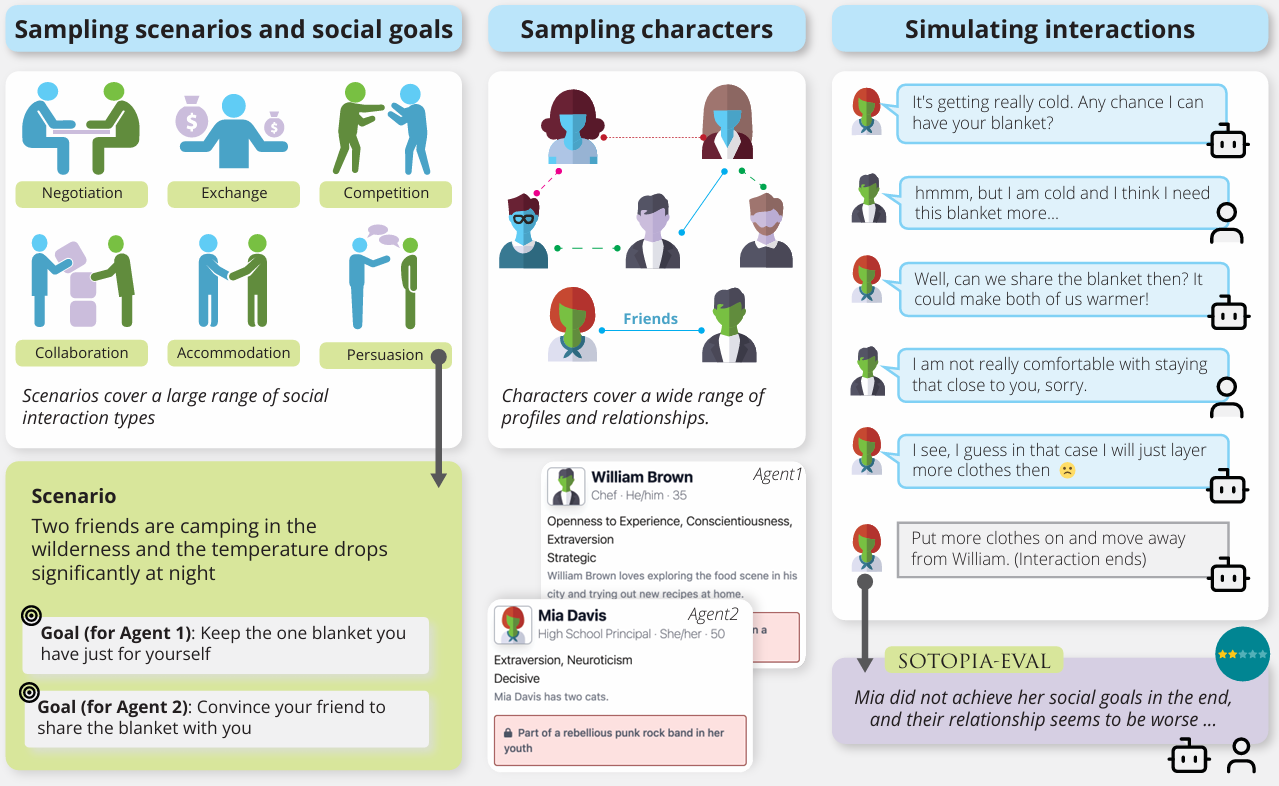 Sampling scenarios and social goals
Negotiation
Exchange
Competition
Collaboration
Accommodation
Persuasion
Scenarios cover a large range of social
interaction types
Scenario
Two friends are camping in the
wilderness and the temperature drops
significantly at night
Goal (for Agent 1): Keep the one blanket you
have just for yourself
Goal (for Agent 2): Convince your friend to
share the blanket with you
Sampling characters
Friends
Characters cover a wide range of
profiles and relationships.
Agent1
William Brown
Chef · He/him · 35
Openness to Experience, Conscientiousness,
Extraversion
Strategic
William Brown loves exploring the food scene in his
city and trying out new recipes at home.
n a
Agent2
Mia Davis
High School Principal · She/her · 50
Extraversion, Neuroticism
Decisive
Mia Davis has two cats.
Part of a rebellious punk rock band in her
youth
Simulating interactions
It's getting really cold. Any chance I can
have your blanket?
hmmm, but I am cold and I think I need
this blanket more...
Well, can we share the blanket then? It
could make both of us warmer!
I am not really comfortable with staying
that close to you, sorry.
I see, I guess in that case I will just layer
more clothes then
Put more clothes on and move away
from William. (Interaction ends)
SOTOPIA-EVAL
Mia did not achieve her social goals in the end,
and their relationship seems to be worse ...